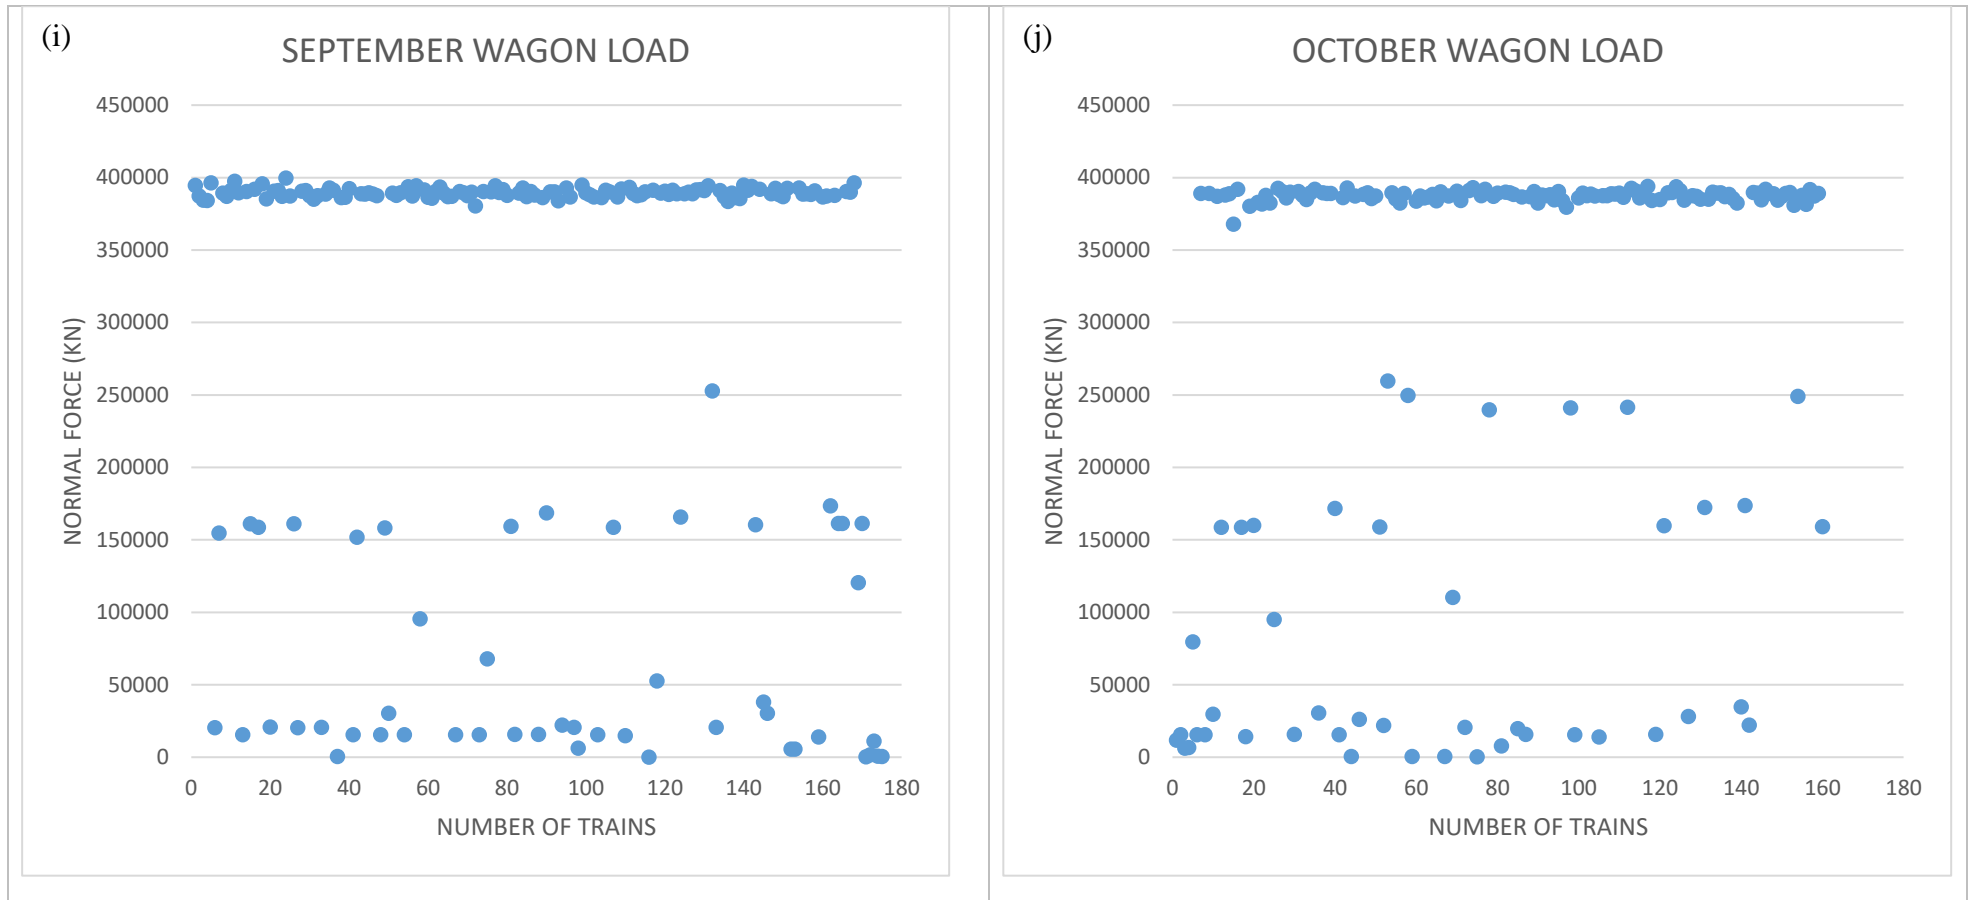 (i)
SEPTEMBER WAGON LOAD
450000
400000
350000
300000
250000
200000
150000
100000
50000
0
NORMAL FORCE (KN)
0 20 40 60 80 100 120 140 160 180
NUMBER OF TRAINS
(j)
OCTOBER WAGON LOAD
450000
400000
350000
300000
250000
200000
150000
100000
50000
0
NORMAL FORCE (KN)
0 20 40 60 80 100 120 140 160 180
NUMBER OF TRAINS